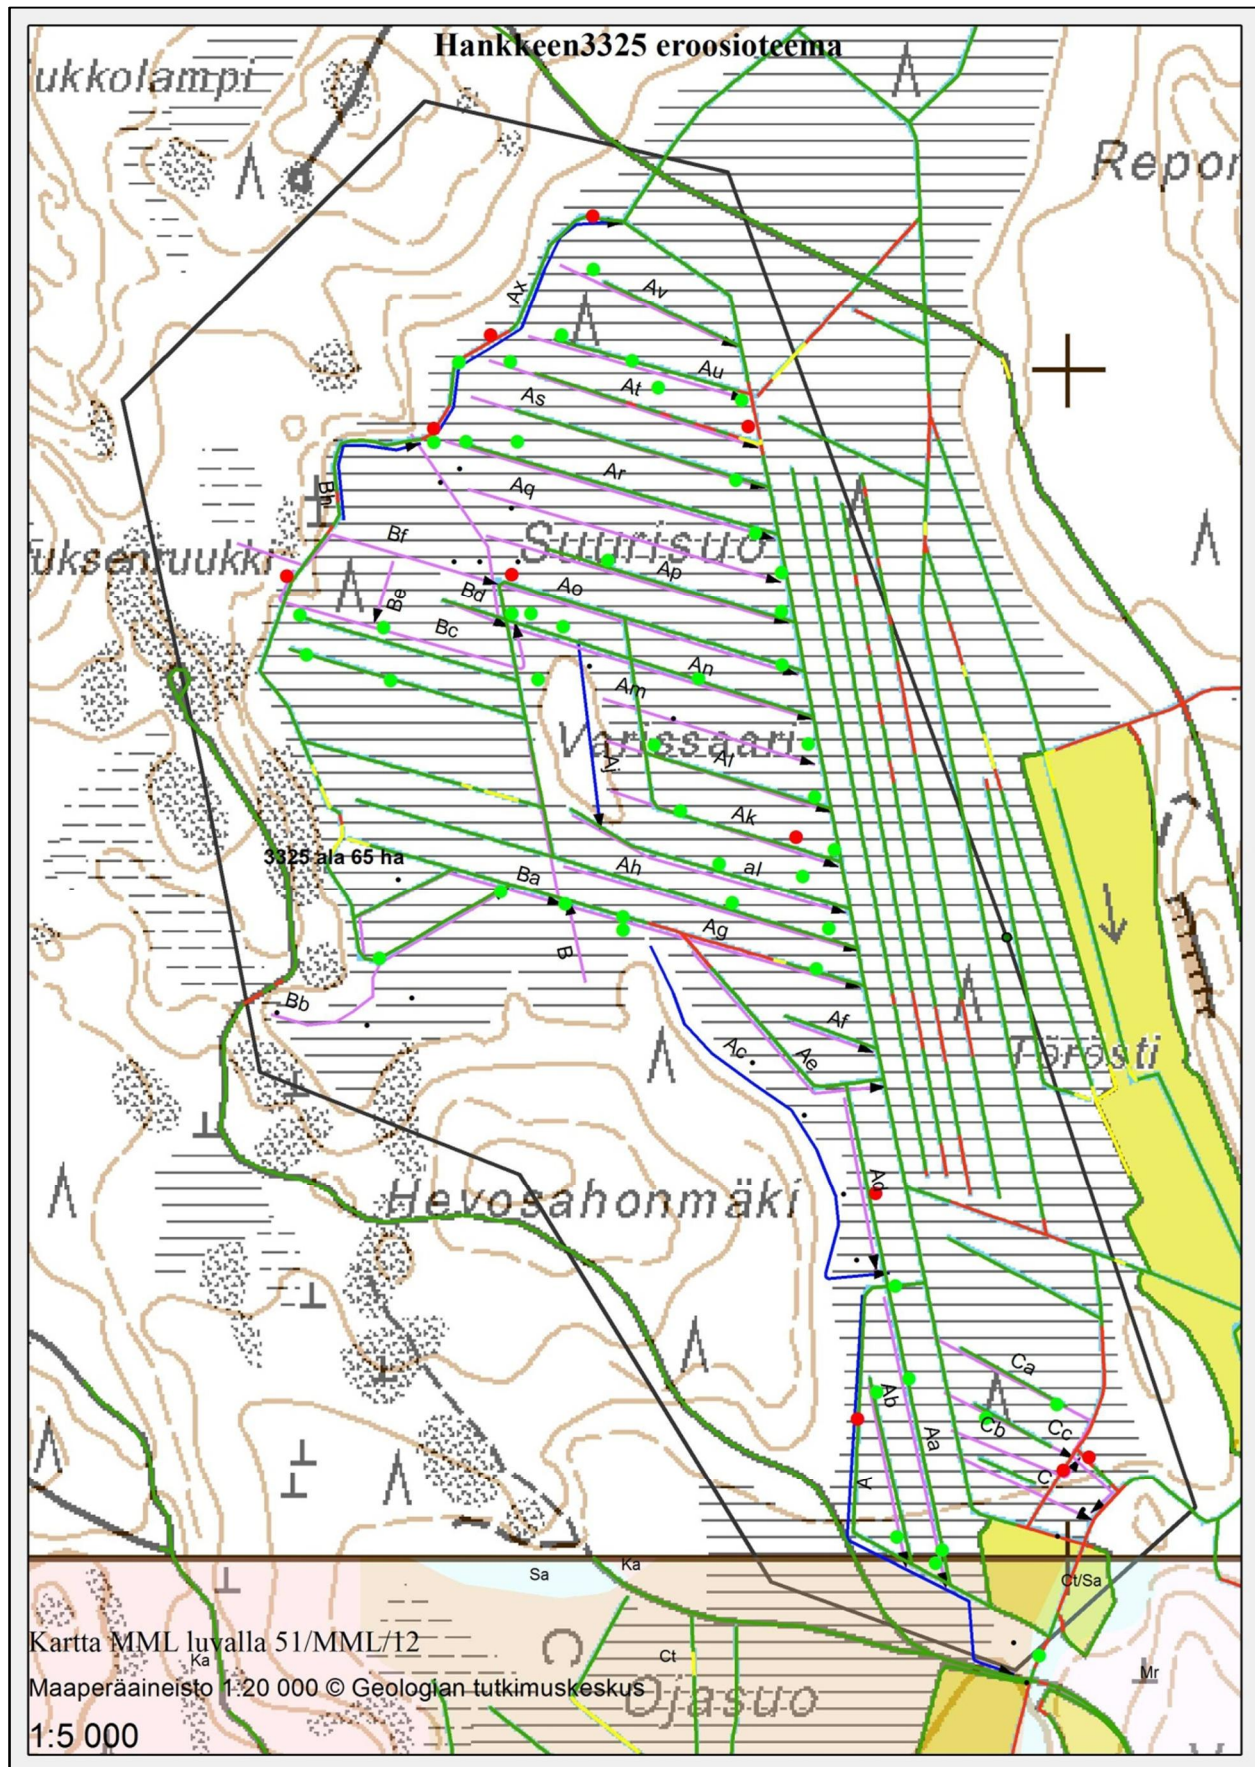 Hankkeen3325 eroosioteema
ukkolampi
Repor
Ax
Av
Au
At
As
Ar
Aq
Bh
Suurisuo
Bf
Ap
Ao
Be
Bd
Bc
An
Am
Varissaari
Al
Aj
Ak
3325 ala 65 ha
Ah
al
Ba
Ag
B
Bb
Af
Ac
Ae
Törösti
Ad
Hevosahonmäki
Ca
Ab
Cb
Cc
Aa
A
C
Ka
Sa
Ct/Sa
Kartta MML luvalla 51/MML/12
Ka
Ct
Mr
Maaperäaineisto 1:20 000 © Geologian tutkimuskeskus
Ojasuo
1:5 000